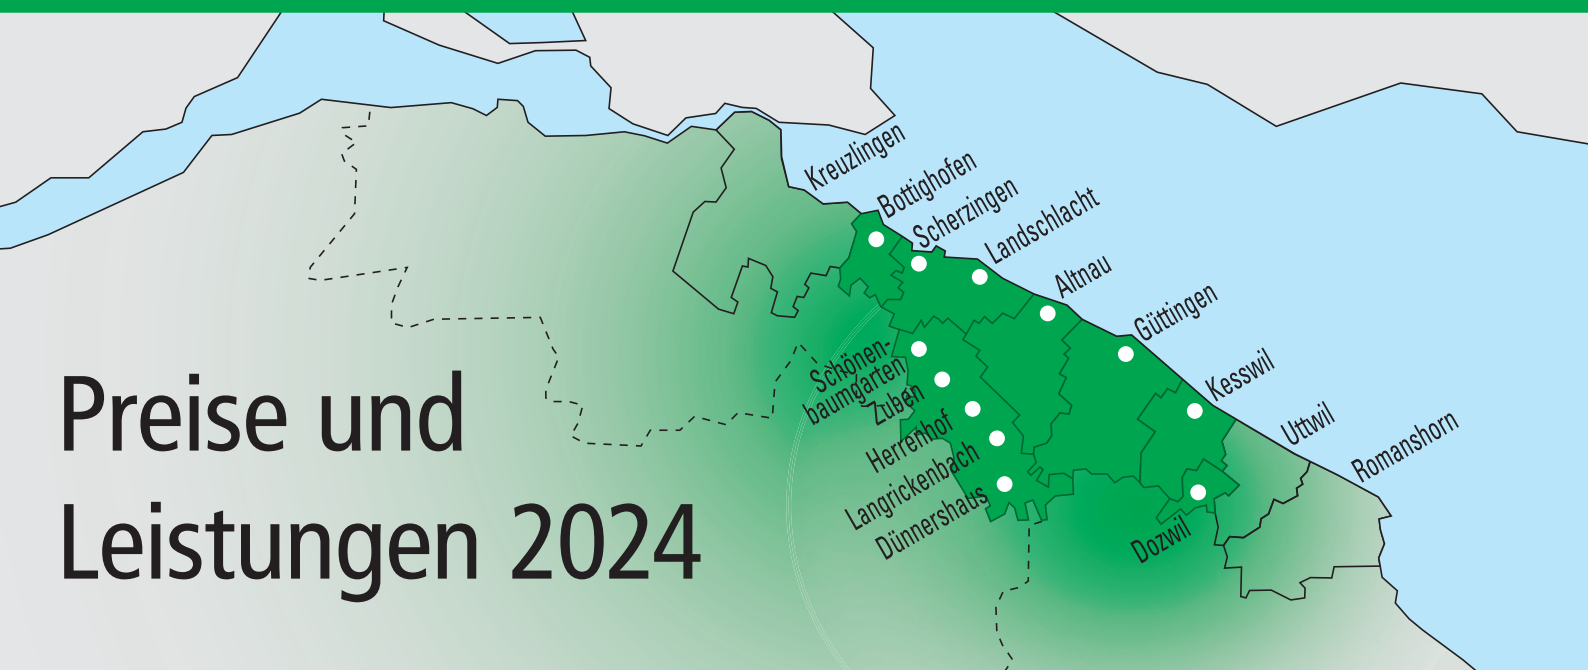 Kreuzlingen
Bottighofen
Scherzingen
Landschlacht
Altnau
Güttingen
Kesswil
Uttwil
Romanshorn
Schönen-
baumgarten
Zuben
Herrenhof
Langrickenbach
Dünnershaus
Dozwil
Preise und
Leistungen 2024